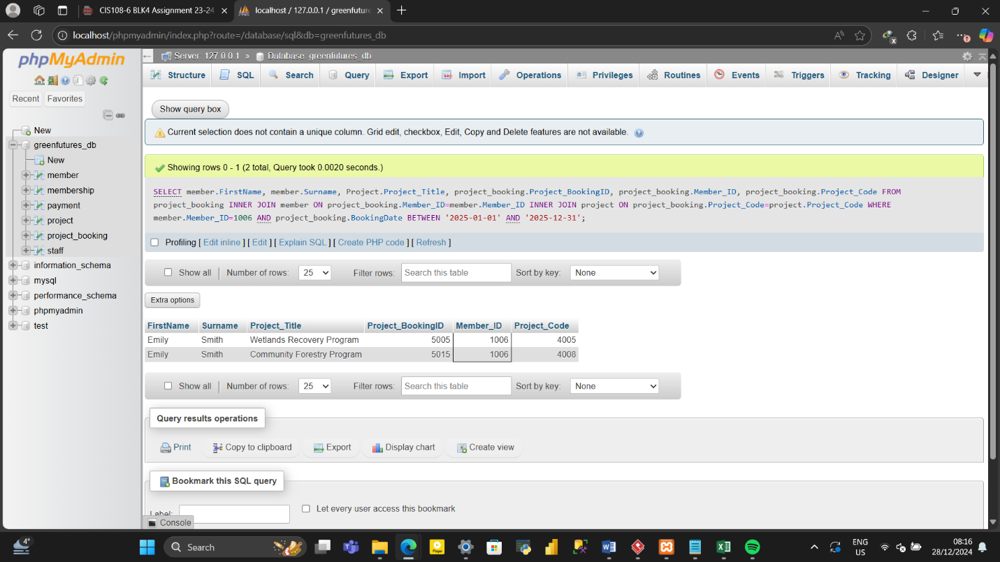 CIS108-6 BLK4 Assignment 23-24
localhost / 127.0.0.1 / greenfuture
localhost/phpmyadmin/index.php?route=/database/sql&db=greenfutures_db
phpMyAdmin
Recent Favorites
New
greenfutures_db
New
member
membership
payment
project
project_booking
staff
information_schema
mysql
performance_schema
phpmyadmin
test
Server: 127.0.0.1 » Database: greenfutures_db
Structure SQL Search Query Export Import Operations Privileges Routines Events Triggers Tracking Designer
Show query box
Current selection does not contain a unique column. Grid edit, checkbox, Edit, Copy and Delete features are not available.
Showing rows 0 - 1 (2 total, Query took 0.0020 seconds.)
SELECT member.FirstName, member.Surname, Project.Project_Title, project_booking.Project_BookingID, project_booking.Member_ID, project_booking.Project_Code FROM
project_booking INNER JOIN member ON project_booking.Member_ID=member.Member_ID INNER JOIN project ON project_booking.Project_Code=project.Project_Code WHERE
member.Member_ID=1006 AND project_booking.BookingDate BETWEEN '2025-01-01' AND '2025-12-31';
Profiling [ Edit inline ] [ Edit ] [ Explain SQL ] [ Create PHP code ] [ Refresh ]
Show all | Number of rows: 25 Filter rows: Search this table Sort by key: None
Extra options
FirstName Surname Project_Title Project_BookingID Member_ID Project_Code
Emily Smith Wetlands Recovery Program 5005 1006 4005
Emily Smith Community Forestry Program 5015 1006 4008
Show all | Number of rows: 25 Filter rows: Search this table Sort by key: None
Query results operations
Print Copy to clipboard Export Display chart Create view
Bookmark this SQL query
Label: Let every user access this bookmark
Console
4°
Search
ENG
US
08:16
28/12/2024